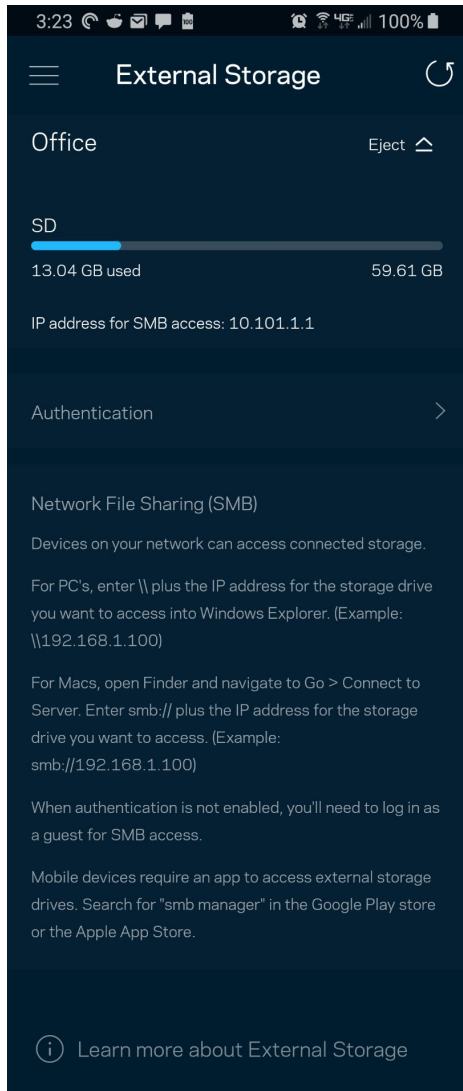 3:23 100 4GE 100%
External Storage
Office Eject
SD
13.04 GB used 59.61 GB
IP address for SMB access: 10.101.1.1
Authentication
Network File Sharing (SMB)
Devices on your network can access connected storage.
For PC's, enter \\ plus the IP address for the storage drive
you want to access into Windows Explorer. (Example:
\\192.168.1.100)
For Macs, open Finder and navigate to Go > Connect to
Server. Enter smb:// plus the IP address for the storage
drive you want to access. (Example:
smb://192.168.1.100)
When authentication is not enabled, you'll need to log in as
a guest for SMB access.
Mobile devices require an app to access external storage
drives. Search for "smb manager" in the Google Play store
or the Apple App Store.
Learn more about External Storage